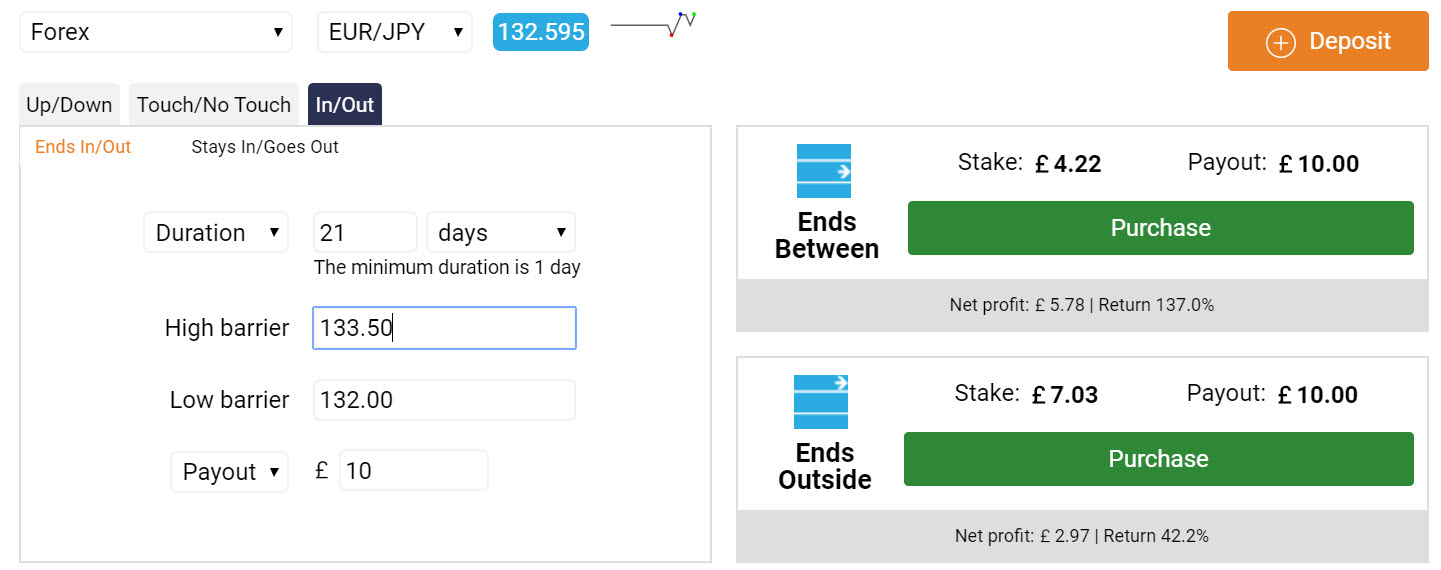 Forex EUR/JPY 132.595
Deposit
Up/Down Touch/No Touch In/Out
Ends In/Out Stays In/Goes Out
Duration 21 days
The minimum duration is 1 day
High barrier 133.50
Low barrier 132.00
Payout £ 10
Stake: £ 4.22 Payout: £ 10.00
Ends
Between
Purchase
Net profit: £ 5.78 | Return 137.0%
Stake: £ 7.03 Payout: £ 10.00
Ends
Outside
Purchase
Net profit: £ 2.97 | Return 42.2%